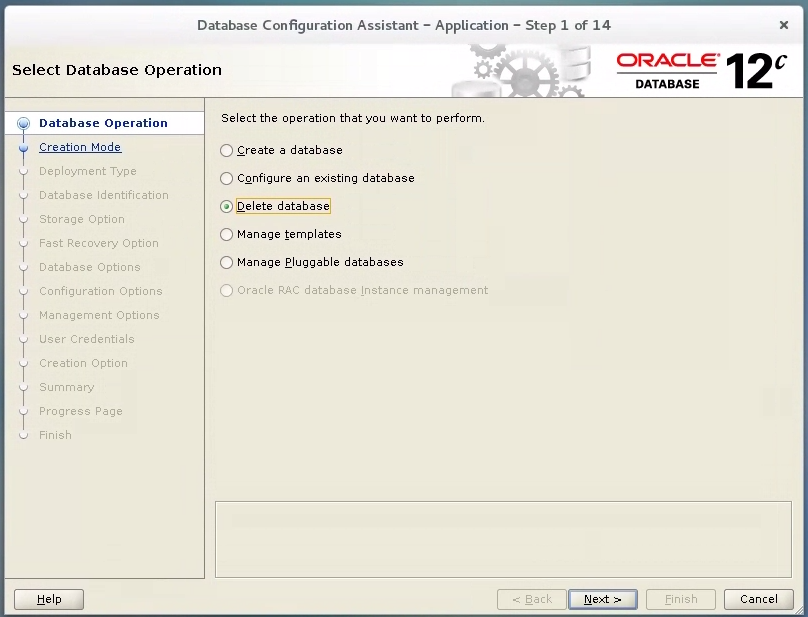 Database Configuration Assistant – Application – Step 1 of 14
Select Database Operation
ORACLE®
DATABASE
12c
Database Operation
Creation Mode
Deployment Type
Database Identification
Storage Option
Fast Recovery Option
Database Options
Configuration Options
Management Options
User Credentials
Creation Option
Summary
Progress Page
Finish
Select the operation that you want to perform.
Create a database
Configure an existing database
Delete database
Manage templates
Manage Pluggable databases
Oracle RAC database Instance management
Help
< Back
Next >
Finish
Cancel